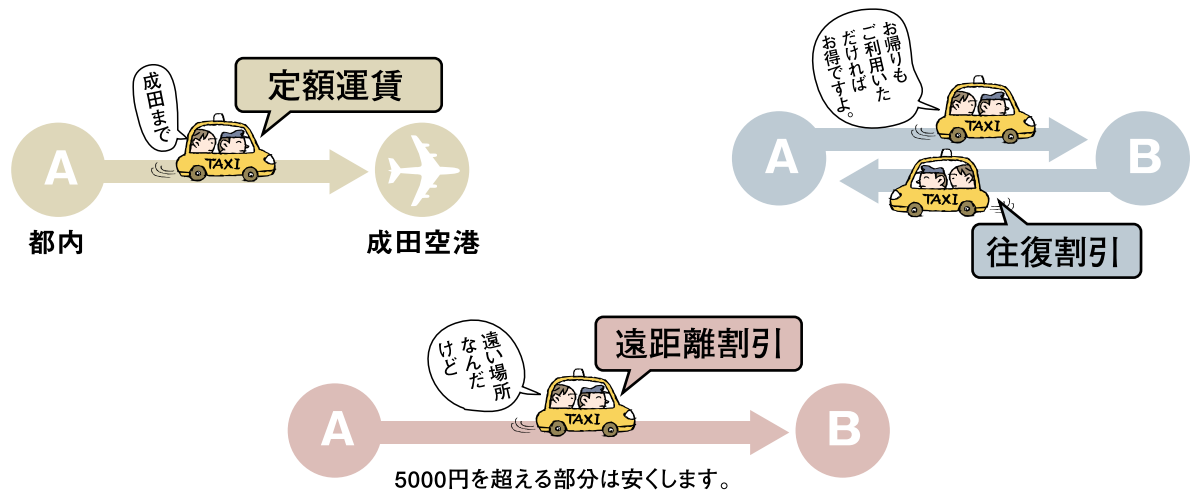 定額運賃
成田まで
TAXI
A
都内
成田空港
お帰りも
ご利用いた
だければ
お得ですよ。
TAXI
A
B
TAXI
往復割引
遠距離割引
遠い場所
なんだ
けど
TAXI
A
B
5000円を超える部分は安くします。